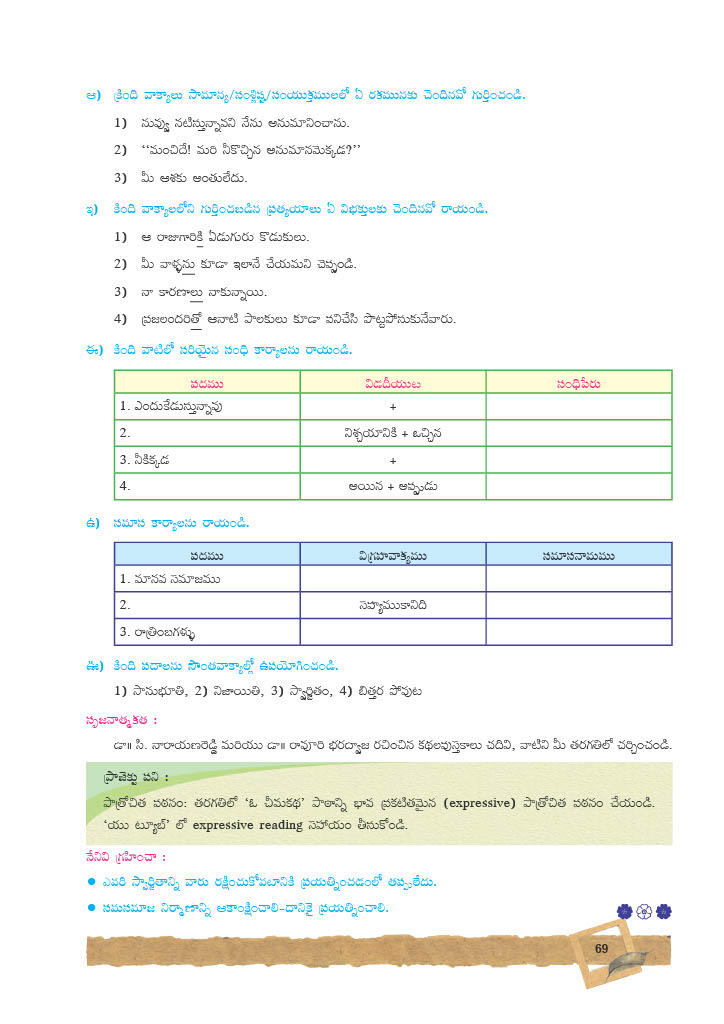 ఆ) క్రింది వాక్యాలు సామాన్య/సంశ్లిష్ట/సంయుక్తములలో ఏ రకమునకు చెందినవో గుర్తించండి.
1) నువ్వు నటిస్తున్నావని నేను అనుమానించాను.
2) ‘‘మంచిదే! మరి నీకొచ్చిన అనుమానమెక్కడ?’’
3) మీ ఆశకు అంతులేదు.
ఇ) కింది వాక్యాలలోని గుర్తించబడిన ప్రత్యయాలు ఏ విభక్తులకు చెందినవో రాయండి.
1) ఆ రాజుగారికి ఏడుగురు కొడుకులు.
2) మీ వాళ్ళను కూడా ఇలానే చేయమని చెప్పండి.
3) నా కారణాలు నాకున్నాయి.
4) ప్రజలందరితో ఆనాటి పాలకులు కూడా పనిచేసి పొట్టపోసుకునేవారు.
ఈ) కింది వాటిలో సరియైన సంధి కార్యాలను రాయండి.
పదము విడదీయుట సంధిపేరు
1. ఎందుకేడుస్తున్నావు +
2. నిశ్చయానికి + ఒచ్చిన
3. నీకిక్కడ +
4. ఆయిన + అప్పుడు
ఉ) సమాస కార్యాలను రాయండి.
పదము విగ్రహవాక్యము సమాసనామము
1. మానవ సమాజము
2. సహ్యముకానిది
3. రాత్రింబగళ్ళు
ఊ) కింది పదాలను సొంతవాక్యాల్లో ఉపయోగించండి.
1) సానుభూతి, 2) నిజాయితి, 3) స్వార్జితం, 4) బిత్తర పోవుట
సృజనాత్మకత :
డా॥ సి. నారాయణరెడ్డి మరియు డా॥ రావూరి భరద్వాజ రచించిన కథలపుస్తకాలు చదివి, వాటిని మీ తరగతిలో చర్చించండి.
ప్రాజెక్టు పని :
పాత్రోచిత పఠనం: తరగతిలో ‘ఓ చీమకథ’ పాఠాన్ని భావ ప్రకటితమైన (expressive) పాత్రోచిత పఠనం చేయండి.
‘యు ట్యూబ్’ లో expressive reading సహాయం తీసుకోండి.
నేనివి గ్రహించా :
● ఎవరి స్వార్జితాన్ని వారు రక్షించుకోవటానికి ప్రయత్నించడంలో తప్పులేదు.
● సమసమాజ నిర్మాణాన్ని ఆకాంక్షించాలి-దానికై ప్రయత్నించాలి.
69